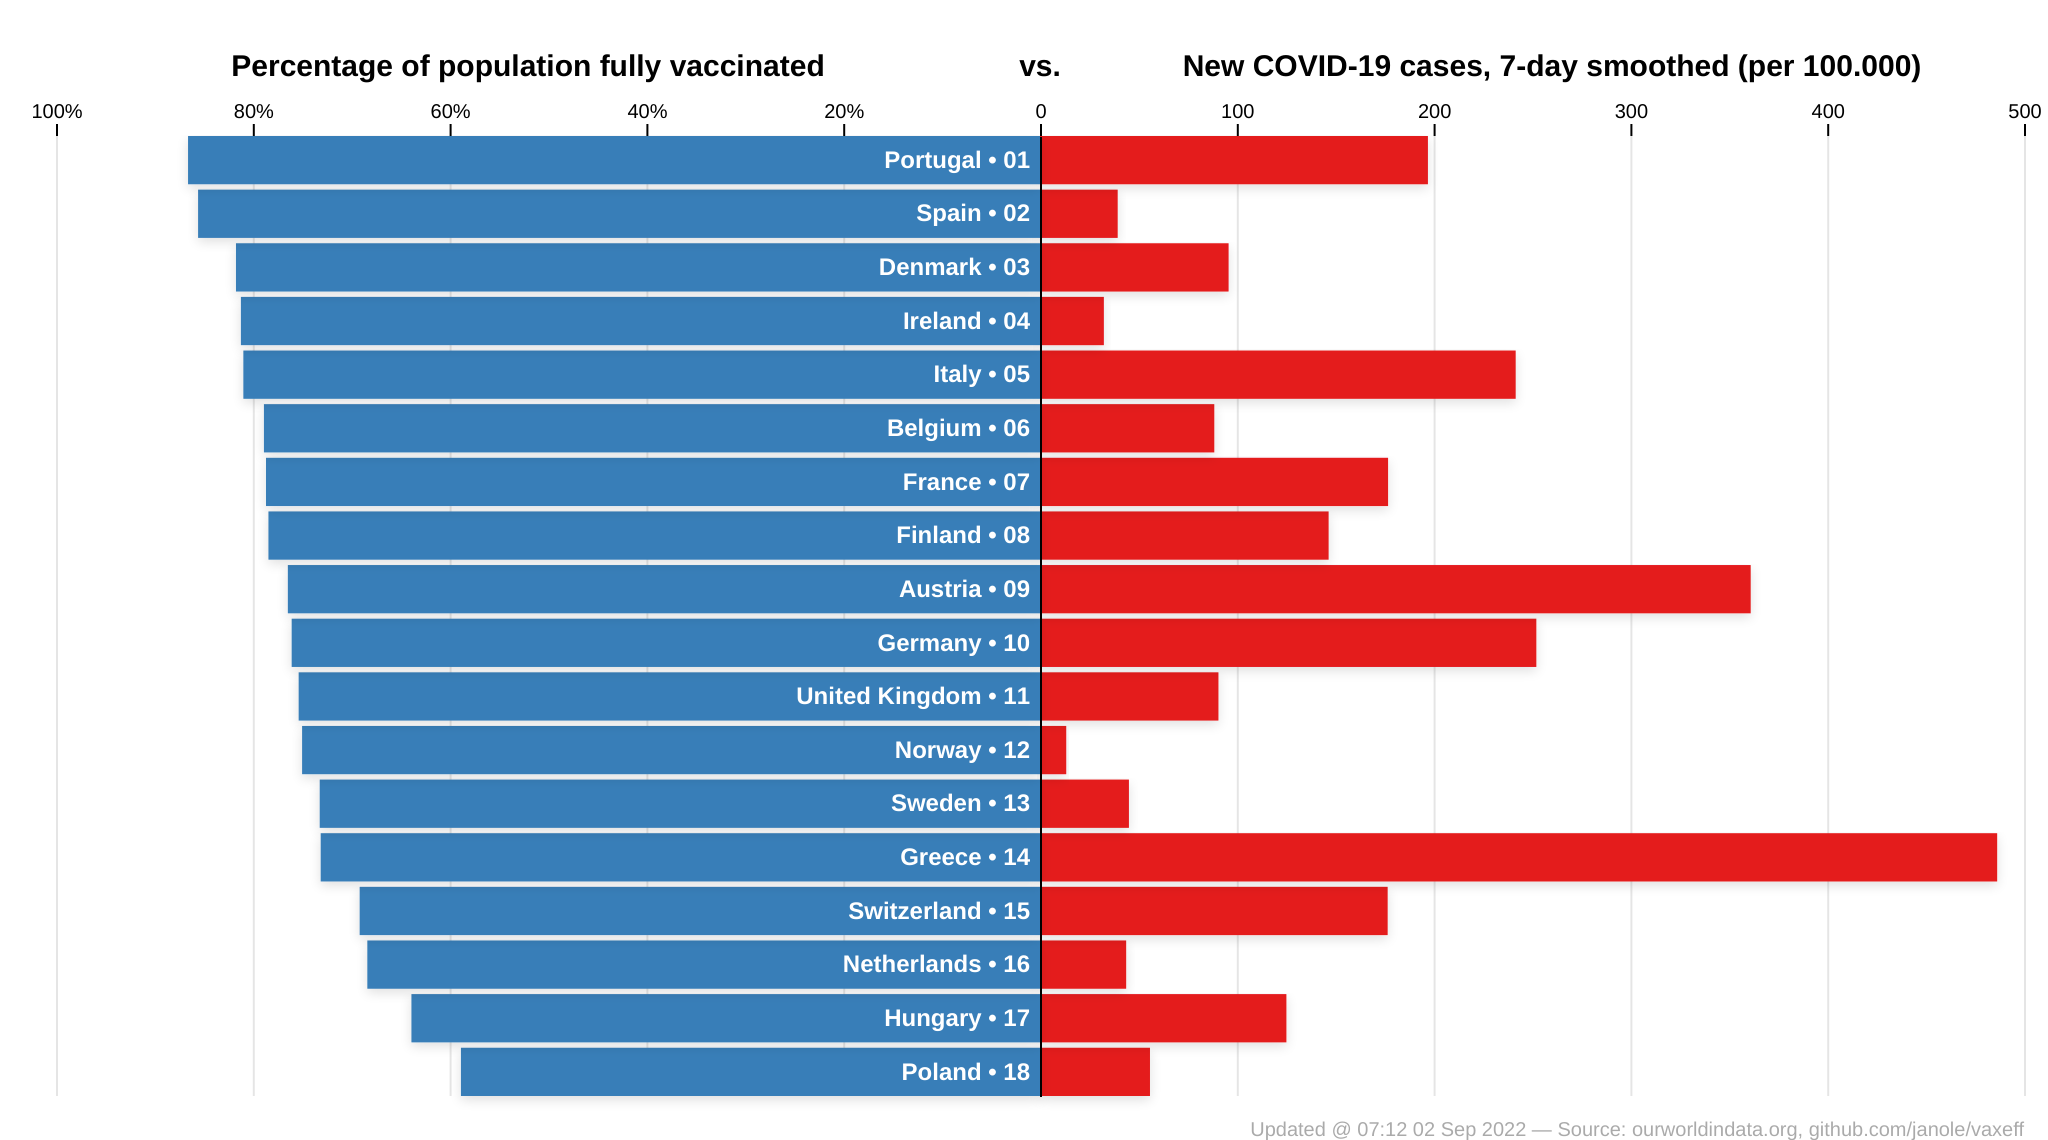 Percentage of population fully vaccinated vs. New COVID-19 cases, 7-day smoothed (per 100.000)
100% 80% 60% 40% 20% 0 100 200 300 400 500
Portugal • 01
Spain • 02
Denmark • 03
Ireland • 04
Italy • 05
Belgium • 06
France • 07
Finland • 08
Austria • 09
Germany • 10
United Kingdom • 11
Norway • 12
Sweden • 13
Greece • 14
Switzerland • 15
Netherlands • 16
Hungary • 17
Poland • 18
Updated @ 07:12 02 Sep 2022 — Source: ourworldindata.org, github.com/janole/vaxeff